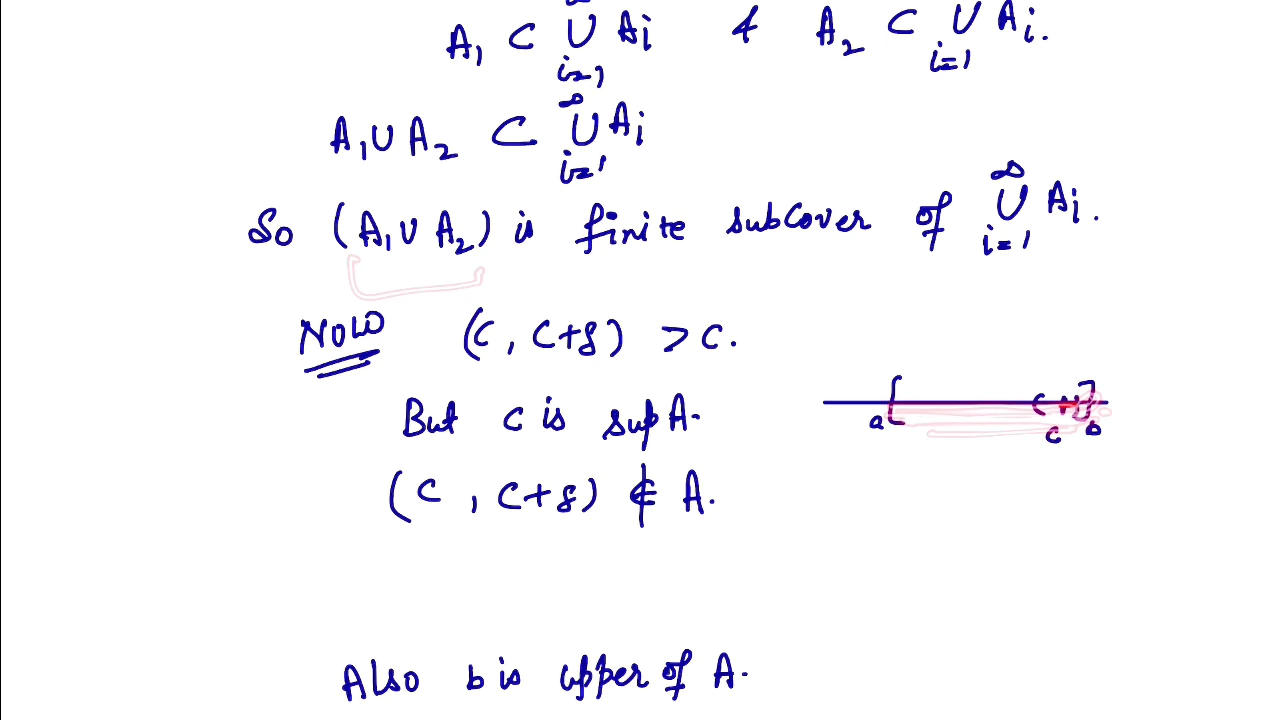 A₁ ⊂ ∞ ∪ i=1 Ai & A₂ ⊂ ∪ i=1 Ai.
A₁ ∪ A₂ ⊂ ∞ ∪ i=1 Ai
So (A₁ ∪ A₂) is finite subcover of ∞ ∪ i=1 Ai.
Now (C, C+δ) > C.
But C is sup A.
a [ ( ) ] c b
(C, C+δ) ∉ A.
Also b is upper of A.